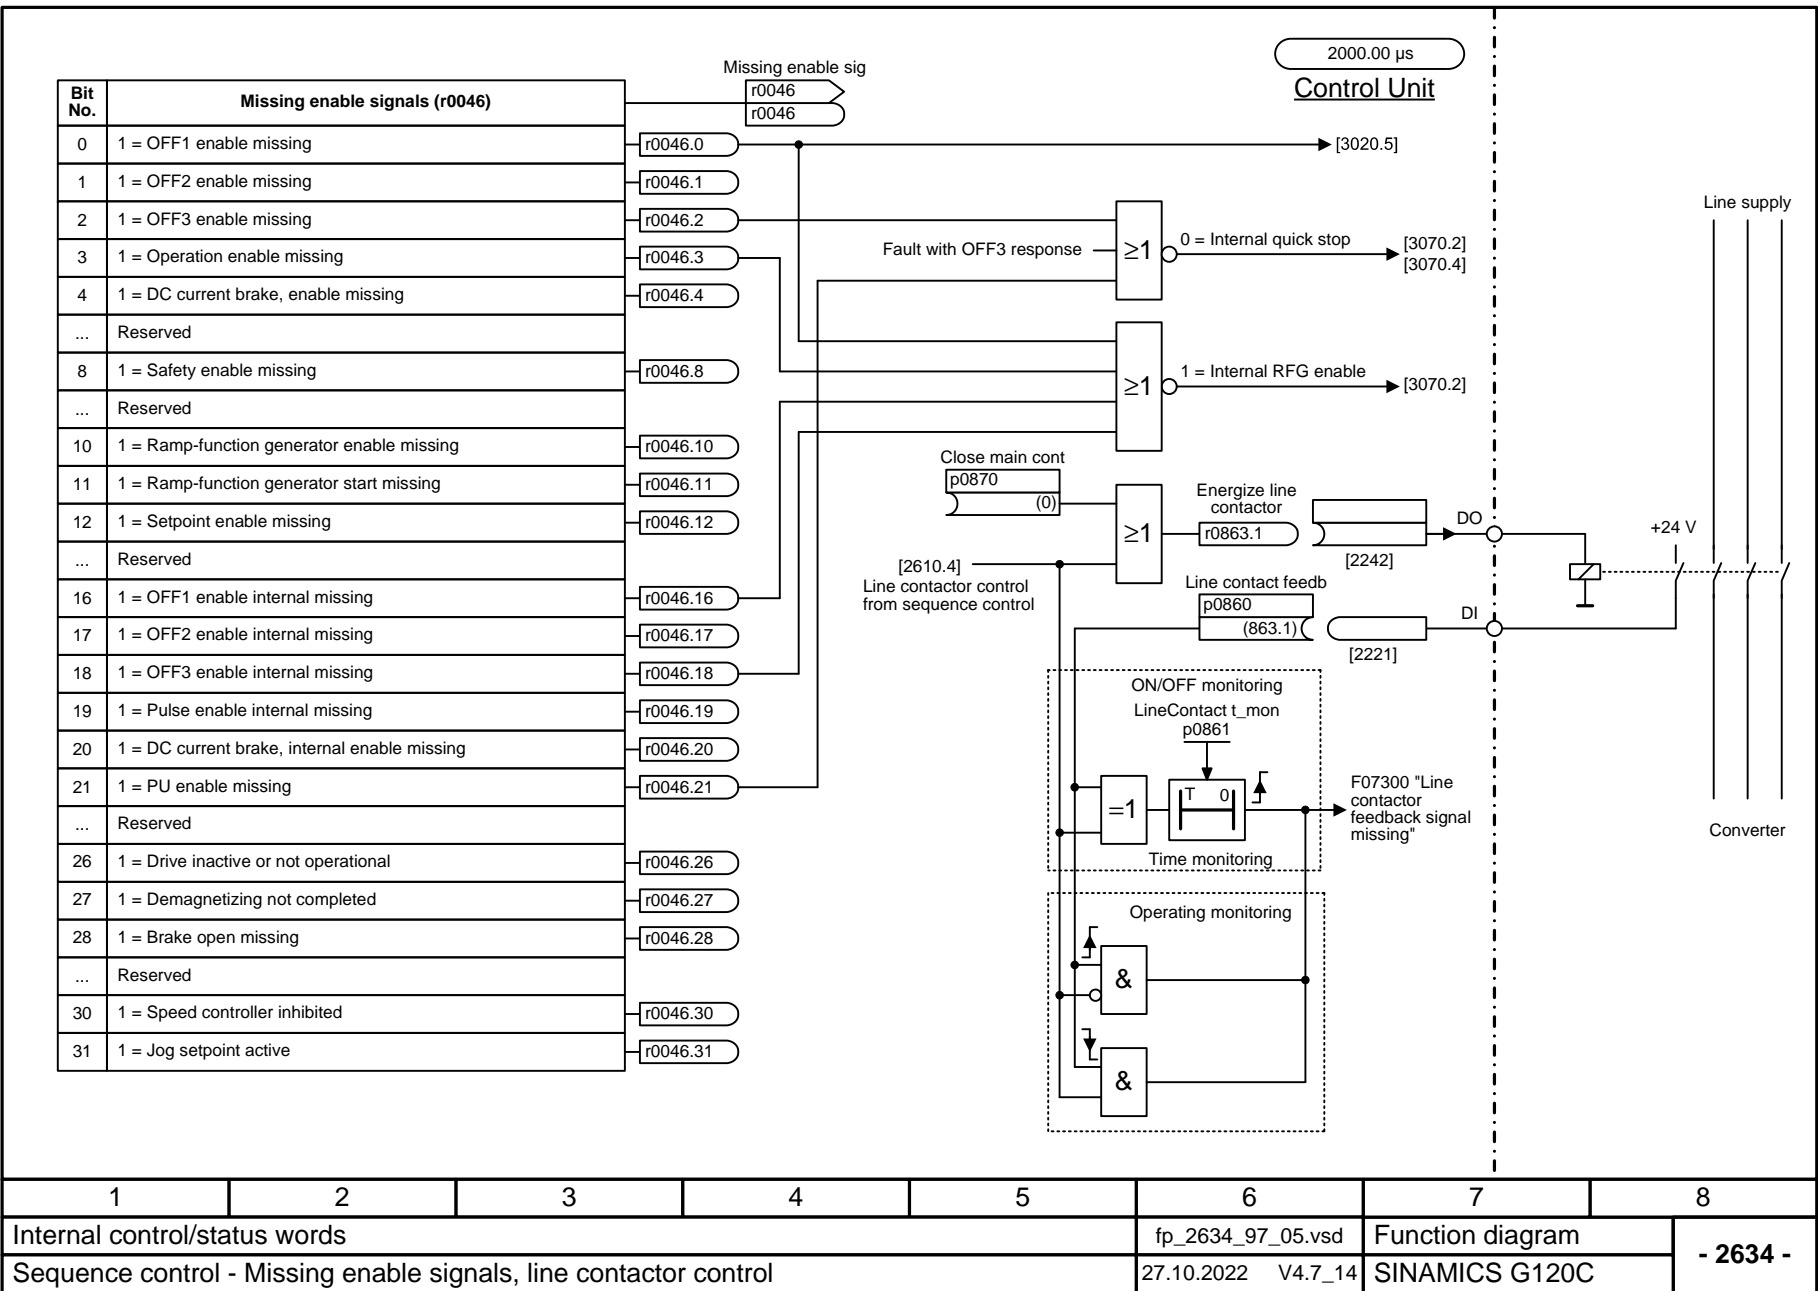 2000.00 µs
Control Unit
Missing enable sig
r0046
r0046
Bit No. Missing enable signals (r0046)
0 1 = OFF1 enable missing r0046.0
[3020.5]
1 1 = OFF2 enable missing r0046.1
2 1 = OFF3 enable missing r0046.2
3 1 = Operation enable missing r0046.3
4 1 = DC current brake, enable missing r0046.4
... Reserved
8 1 = Safety enable missing r0046.8
... Reserved
10 1 = Ramp-function generator enable missing r0046.10
11 1 = Ramp-function generator start missing r0046.11
12 1 = Setpoint enable missing r0046.12
... Reserved
16 1 = OFF1 enable internal missing r0046.16
17 1 = OFF2 enable internal missing r0046.17
18 1 = OFF3 enable internal missing r0046.18
19 1 = Pulse enable internal missing r0046.19
20 1 = DC current brake, internal enable missing r0046.20
21 1 = PU enable missing r0046.21
... Reserved
26 1 = Drive inactive or not operational r0046.26
27 1 = Demagnetizing not completed r0046.27
28 1 = Brake open missing r0046.28
... Reserved
30 1 = Speed controller inhibited r0046.30
31 1 = Jog setpoint active r0046.31
Fault with OFF3 response
≥1
0 = Internal quick stop
[3070.2]
[3070.4]
≥1
1 = Internal RFG enable
[3070.2]
Close main cont
p0870
(0)
[2610.4]
Line contactor control
from sequence control
≥1
Energize line
contactor
r0863.1
[2242]
DO
Line contact feedb
p0860
(863.1)
[2221]
DI
+24 V
Line supply
Converter
ON/OFF monitoring
LineContact t_mon
p0861
=1
T 0
Time monitoring
F07300 "Line
contactor
feedback signal
missing"
Operating monitoring
&
&
1 2 3 4 5 6 7 8
Internal control/status words
fp_2634_97_05.vsd
Function diagram
- 2634 -
Sequence control - Missing enable signals, line contactor control
27.10.2022 V4.7_14
SINAMICS G120C